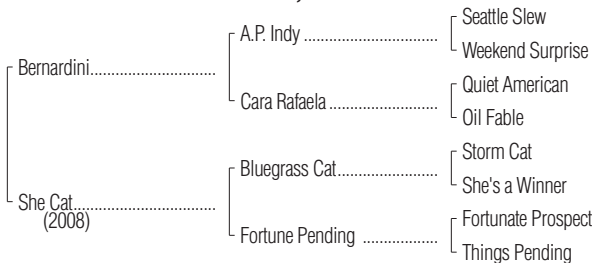 Seattle Slew
A.P. Indy ..............................
Weekend Surprise
Bernardini............................
Quiet American
Cara Rafaela ........................
Oil Fable
Storm Cat
Bluegrass Cat......................
She's a Winner
She Cat................................
(2008)
Fortunate Prospect
Fortune Pending ................
Things Pending